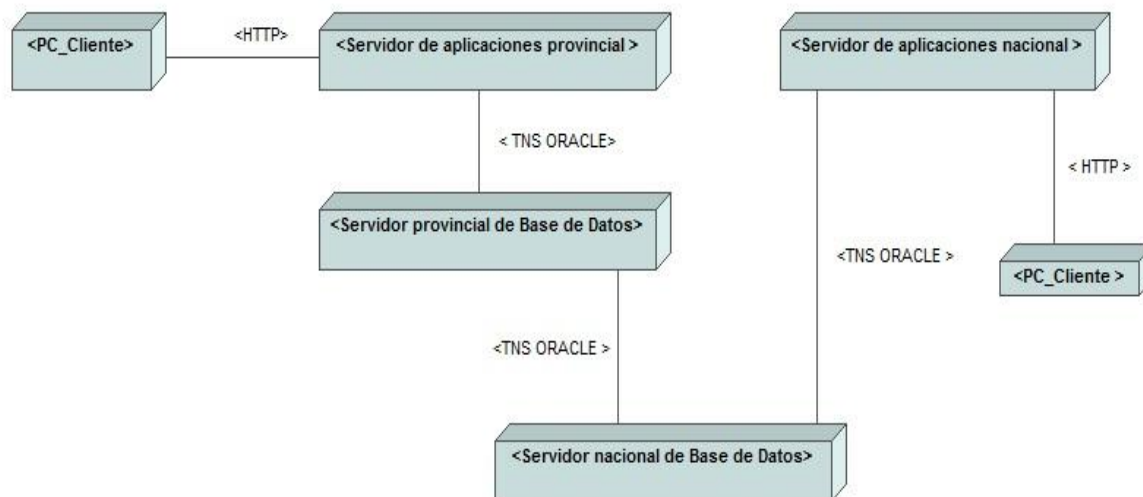 <PC_Cliente>
<HTTP>
<Servidor de aplicaciones provincial >
<Servidor de aplicaciones nacional >
< TNS ORACLE>
< HTTP >
<Servidor provincial de Base de Datos>
<TNS ORACLE >
<PC_Cliente >
<TNS ORACLE >
<Servidor nacional de Base de Datos>